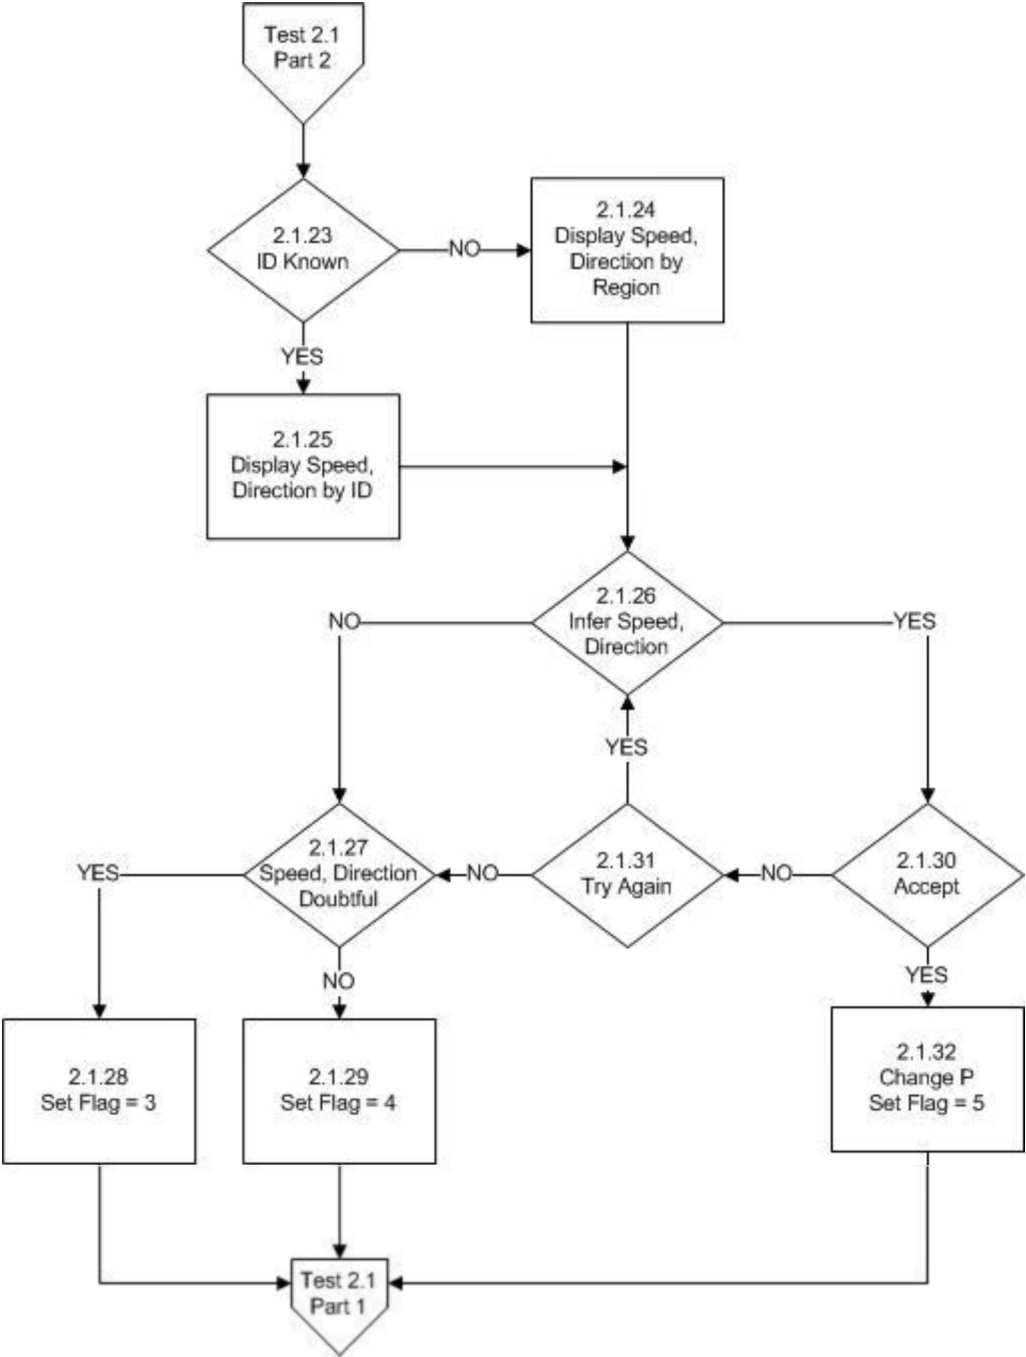 Test 2.1
Part 2
2.1.23
ID Known
NO
2.1.24
Display Speed,
Direction by
Region
YES
2.1.25
Display Speed,
Direction by ID
2.1.26
Infer Speed,
Direction
NO
YES
YES
2.1.27
Speed, Direction
Doubtful
YES
NO
2.1.31
Try Again
NO
2.1.30
Accept
NO
YES
2.1.28
Set Flag = 3
2.1.29
Set Flag = 4
2.1.32
Change P
Set Flag = 5
Test 2.1
Part 1